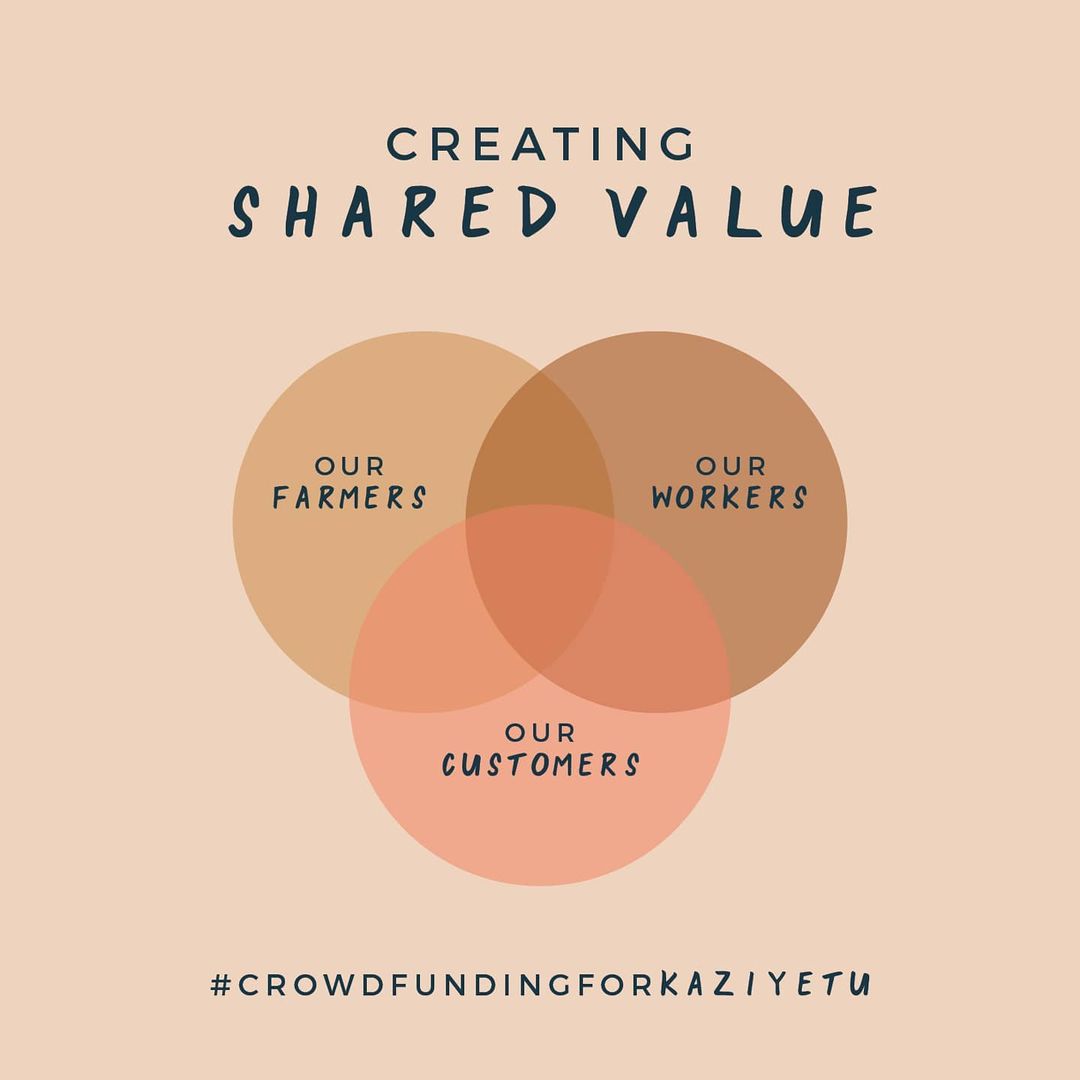 CREATING
SHARED VALUE
OUR
FARMERS
OUR
WORKERS
OUR
CUSTOMERS
#CROWDFUNDINGFORKAZIYETU